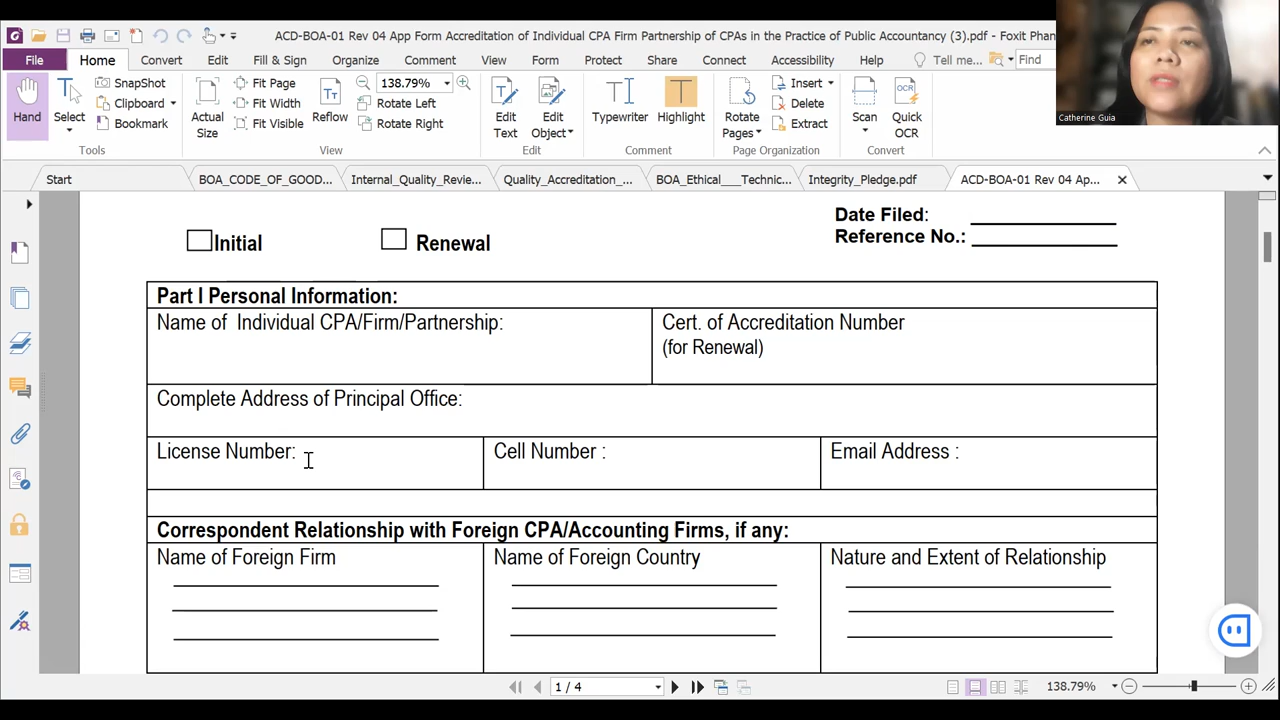 ACD-BOA-01 Rev 04 App Form Accreditation of Individual CPA Firm Partnership of CPAs in the Practice of Public Accountancy (3).pdf - Foxit Phan
File Home Convert Edit Fill & Sign Organize Comment View Form Protect Share Connect Accessibility Help Tell me... Find
Hand
Select
SnapShot
Clipboard
Bookmark
Tools
Actual Size
Fit Page
Fit Width
Fit Visible
Reflow
138.79%
Rotate Left
Rotate Right
View
Edit Text
Edit Object
Edit
Typewriter
Highlight
Comment
Rotate Pages
Insert
Delete
Extract
Page Organization
Scan
Quick OCR
Convert
Catherine Guia
Start BOA_CODE_OF_GOOD... Internal_Quality_Revie... Quality_Accreditation_... BOA_Ethical___Technic... Integrity_Pledge.pdf ACD-BOA-01 Rev 04 Ap...
Initial Renewal
Date Filed:
Reference No.:
Part I Personal Information:
Name of Individual CPA/Firm/Partnership:
Cert. of Accreditation Number
(for Renewal)
Complete Address of Principal Office:
License Number: Cell Number : Email Address :
Correspondent Relationship with Foreign CPA/Accounting Firms, if any:
Name of Foreign Firm Name of Foreign Country Nature and Extent of Relationship
1 / 4 138.79%